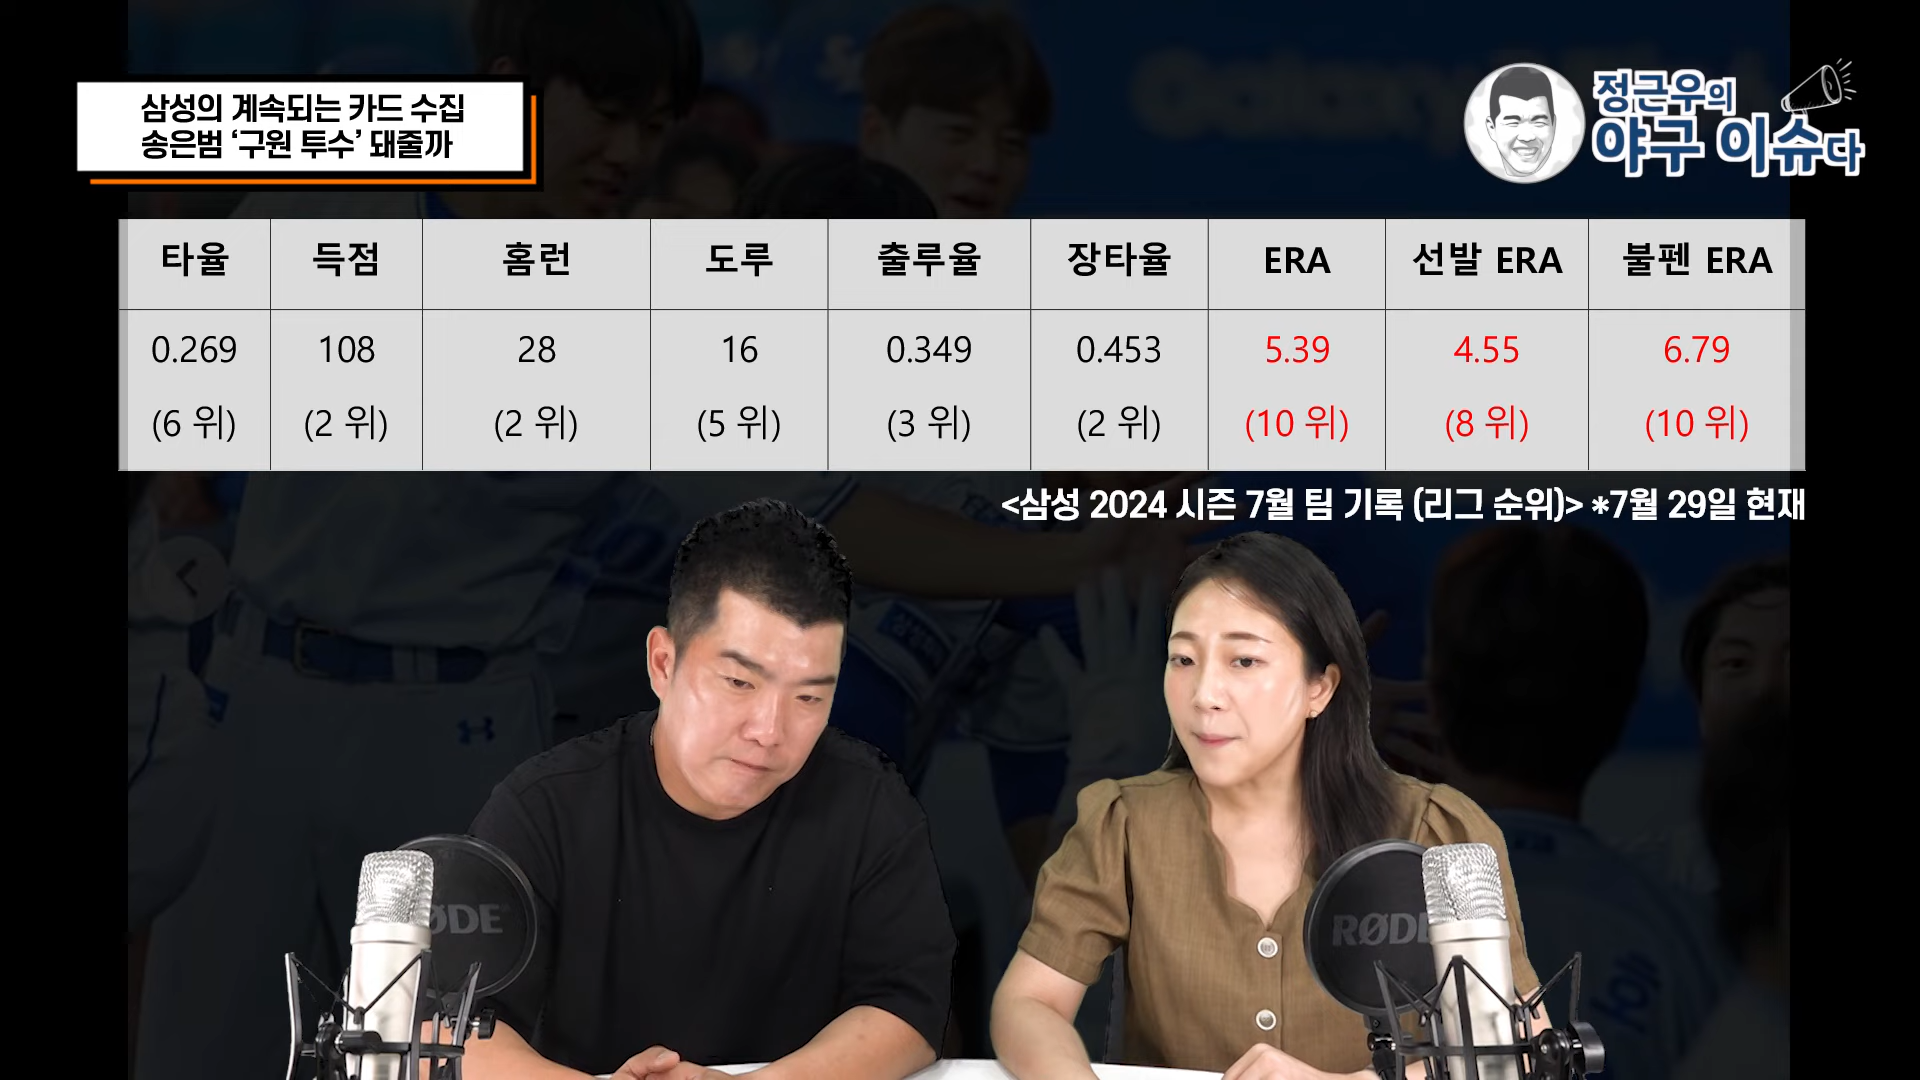 삼성의 계속되는 카드 수집
송은범 ‘구원 투수’ 돼줄까
정근우의
야구 이슈다
타율 득점 홈런 도루 출루율 장타율 ERA 선발 ERA 불펜 ERA
0.269 108 28 16 0.349 0.453 5.39 4.55 6.79
(6 위) (2 위) (2 위) (5 위) (3 위) (2 위) (10 위) (8 위) (10 위)
<삼성 2024 시즌 7월 팀 기록 (리그 순위)> *7월 29일 현재
RØDE